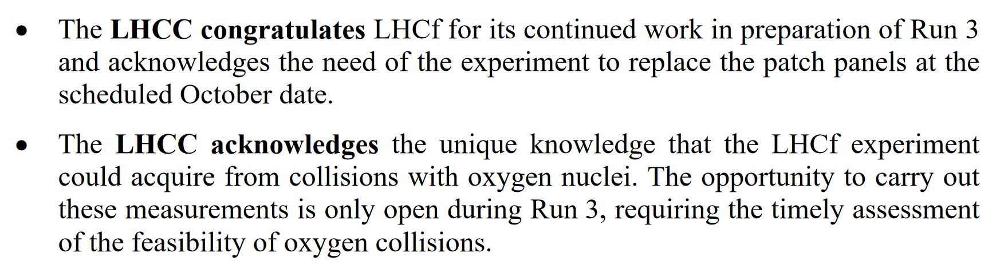 • The LHCC congratulates LHCf for its continued work in preparation of Run 3
and acknowledges the need of the experiment to replace the patch panels at the
scheduled October date.
• The LHCC acknowledges the unique knowledge that the LHCf experiment
could acquire from collisions with oxygen nuclei. The opportunity to carry out
these measurements is only open during Run 3, requiring the timely assessment
of the feasibility of oxygen collisions.